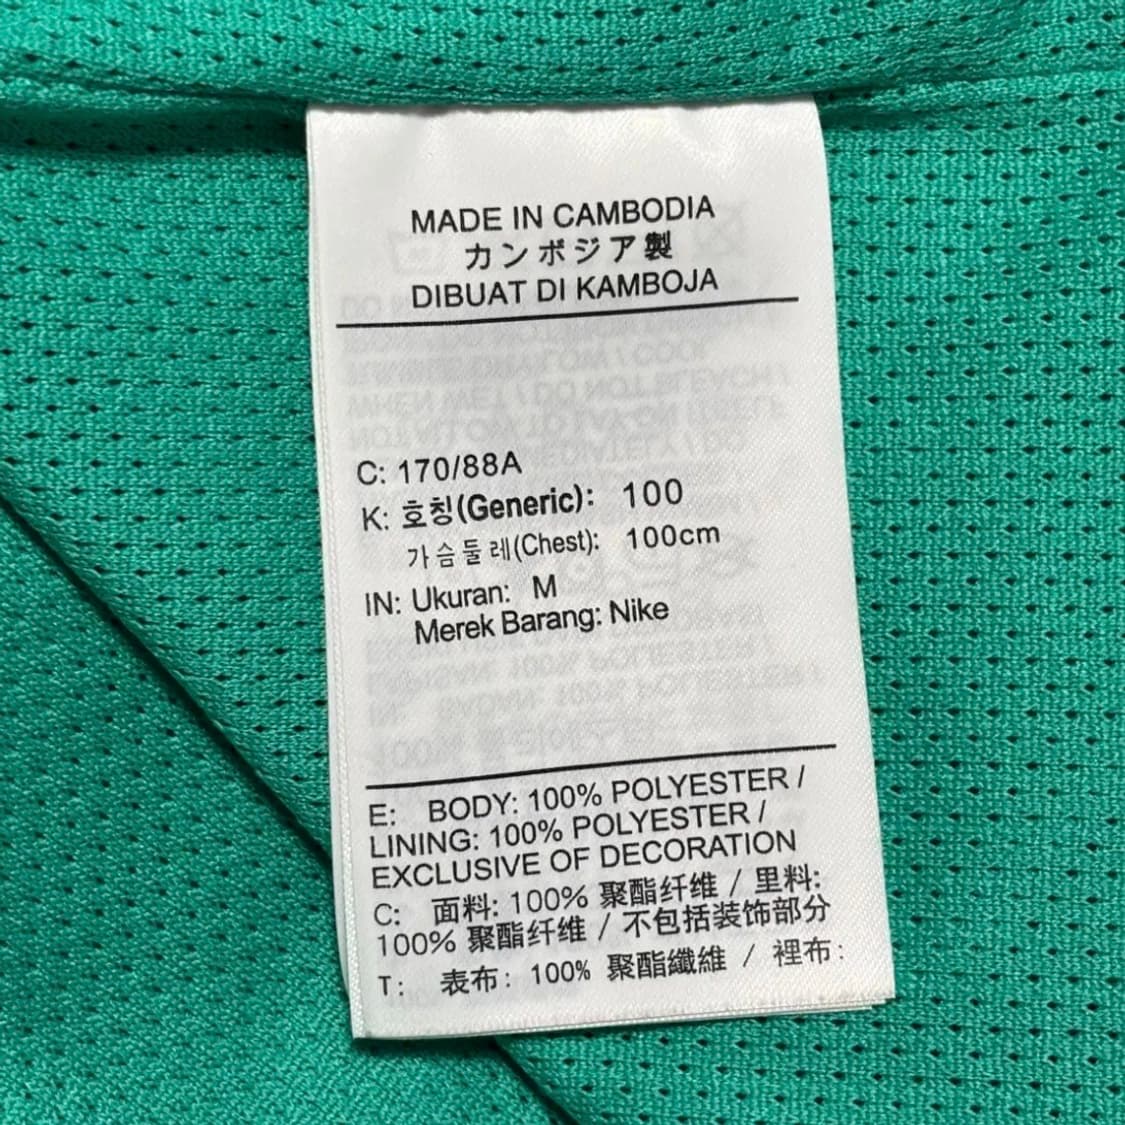 MADE IN CAMBODIA
カンボジア製
DIBUAT DI KAMBOJA
C: 170/88A
K: 호칭(Generic): 100
가슴둘레(Chest): 100cm
IN: Ukuran: M
Merek Barang: Nike
E: BODY: 100% POLYESTER /
LINING: 100% POLYESTER /
EXCLUSIVE OF DECORATION
C: 面料: 100% 聚酯纤维 / 里料:
100% 聚酯纤维 / 不包括装饰部分
T: 表布: 100% 聚酯纖維 / 裡布: